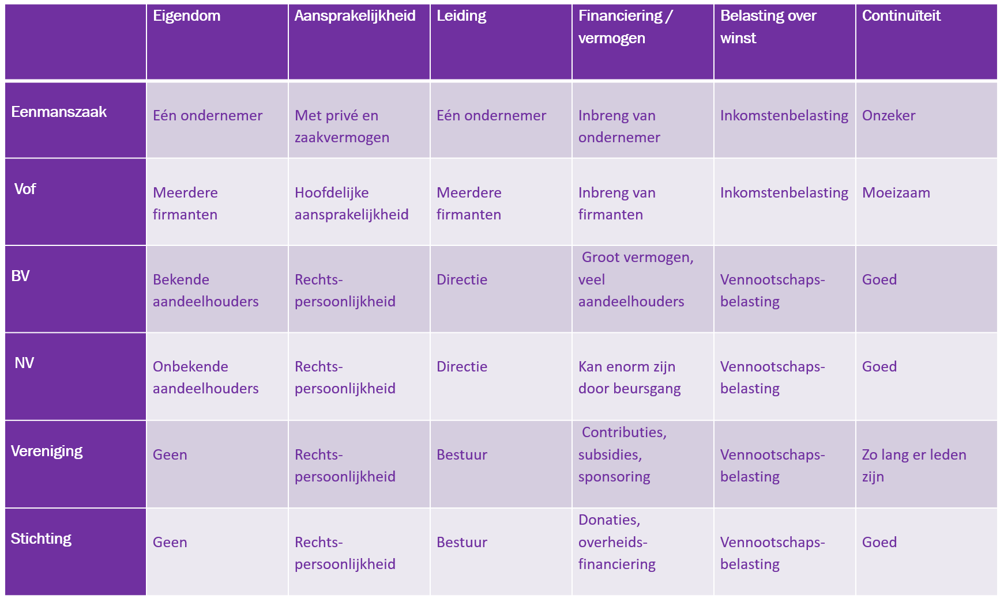 Eigendom
Aansprakelijkheid
Leiding
Financiering /
vermogen
Belasting over
winst
Continuïteit
Eenmanszaak
Eén ondernemer
Met privé en
zaakvermogen
Eén ondernemer
Inbreng van
ondernemer
Inkomstenbelasting
Onzeker
Vof
Meerdere
firmanten
Hoofdelijke
aansprakelijkheid
Meerdere
firmanten
Inbreng van
firmanten
Inkomstenbelasting
Moeizaam
BV
Bekende
aandeelhouders
Rechts-
persoonlijkheid
Directie
Groot vermogen,
veel
aandeelhouders
Vennootschaps-
belasting
Goed
NV
Onbekende
aandeelhouders
Rechts-
persoonlijkheid
Directie
Kan enorm zijn
door beursgang
Vennootschaps-
belasting
Goed
Vereniging
Geen
Rechts-
persoonlijkheid
Bestuur
Contributies,
subsidies,
sponsoring
Vennootschaps-
belasting
Zo lang er leden
zijn
Stichting
Geen
Rechts-
persoonlijkheid
Bestuur
Donaties,
overheids-
financiering
Vennootschaps-
belasting
Goed